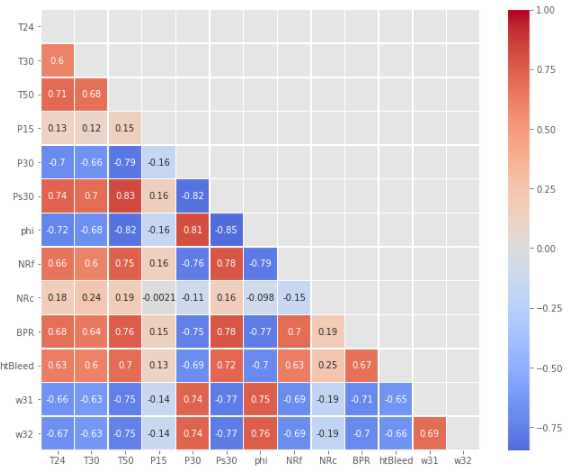 T24
T30 0.6
T50 0.71 0.68
P15 0.13 0.12 0.15
P30 -0.7 -0.66 -0.79 -0.16
Ps30 0.74 0.7 0.83 0.16 -0.82
phi -0.72 -0.68 -0.82 -0.16 0.81 -0.85
NRf 0.66 0.6 0.75 0.16 -0.76 0.78 -0.79
NRc 0.18 0.24 0.19 -0.0021 -0.11 0.16 -0.098 -0.15
BPR 0.68 0.64 0.76 0.15 -0.75 0.78 -0.77 0.7 0.19
htBleed 0.63 0.6 0.7 0.13 -0.69 0.72 -0.7 0.63 0.25 0.67
w31 -0.66 -0.63 -0.75 -0.14 0.74 -0.77 0.75 -0.69 -0.19 -0.71 -0.65
w32 -0.67 -0.63 -0.75 -0.14 0.74 -0.77 0.76 -0.69 -0.19 -0.7 -0.66 0.69
T24 T30 T50 P15 P30 Ps30 phi NRf NRc BPR htBleed w31 w32
1.00
0.75
0.50
0.25
0.00
−0.25
−0.50
−0.75